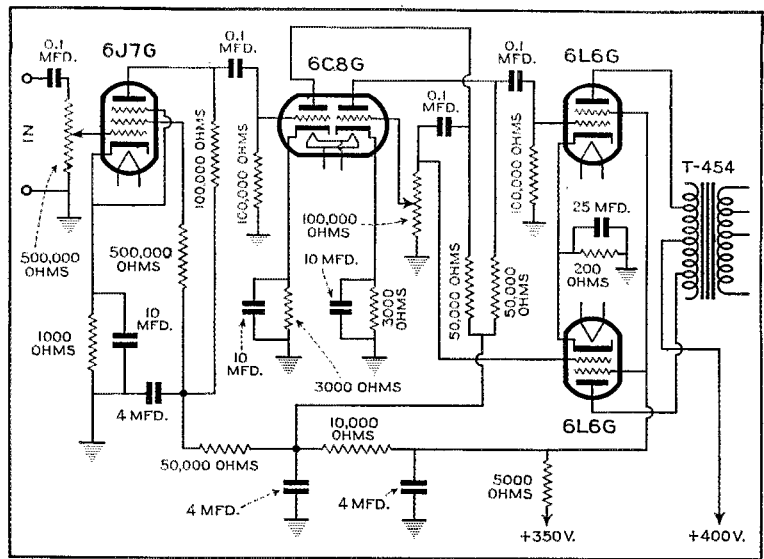 0.1
MFD.
6J7G
0.1
MFD.
6C8G
0.1
MFD.
0.1
MFD.
6L6G
IN
100,000 OHMS
100,000 OHMS
100,000 OHMS
T-454
500,000
OHMS
500,000
OHMS
100,000
OHMS
25 MFD.
200
OHMS
10 MFD.
50,000 OHMS
50,000
OHMS
3000
OHMS
10
MFD.
1000
OHMS
10
MFD.
3000 OHMS
4 MFD.
6L6G
50,000 OHMS
10,000
OHMS
5000
OHMS
4 MFD.
4 MFD.
+350V.
+400V.